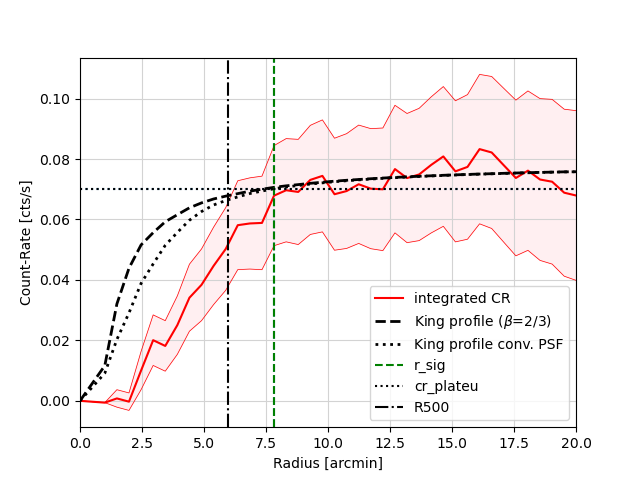 0.10
0.08
0.06
0.04
0.02
0.00
Count-Rate [cts/s]
integrated CR
King profile (β=2/3)
King profile conv. PSF
r_sig
cr_plateu
R500
0.0 2.5 5.0 7.5 10.0 12.5 15.0 17.5 20.0
Radius [arcmin]